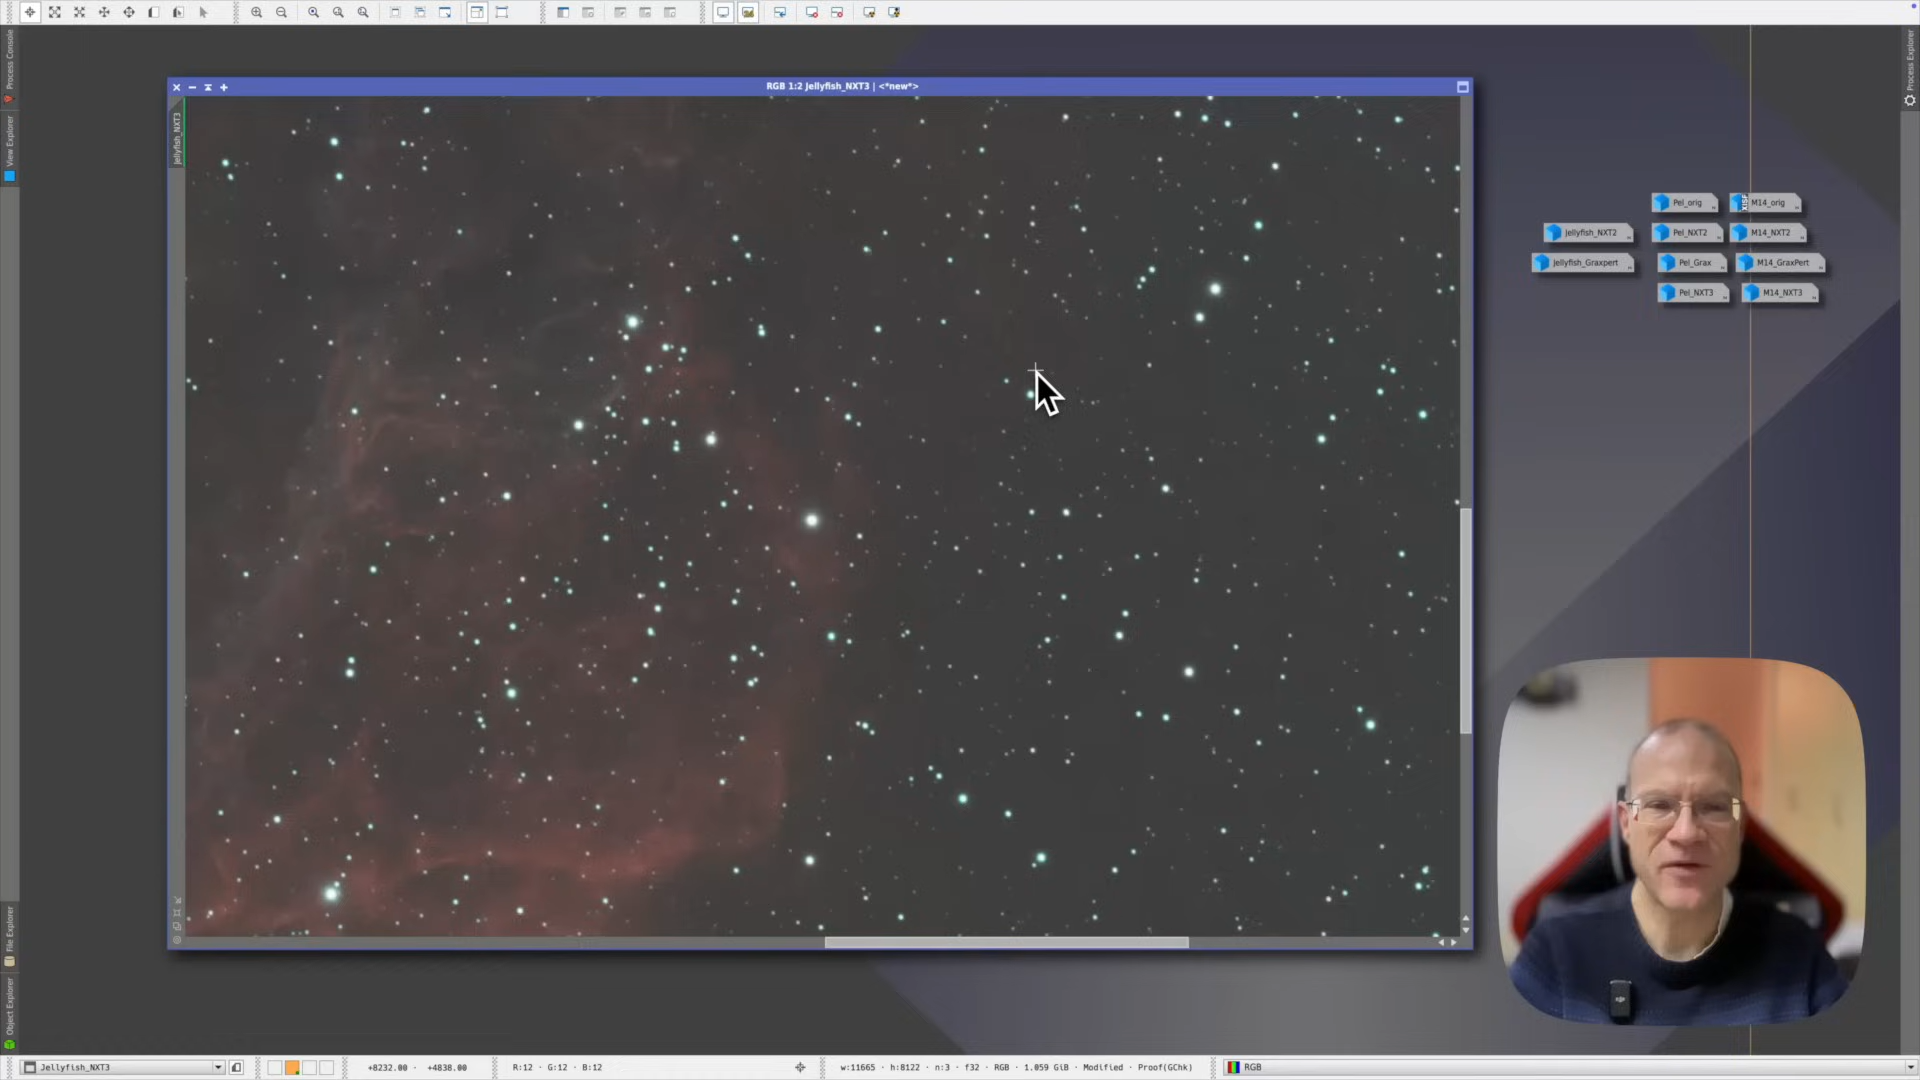 RGB 1:2 Jellyfish_NXT3 | <*new*>
Process Console
View Explorer
File Explorer
Object Explorer
Process Explorer
Jellyfish_NXT3
Pel_orig
M14_orig
XISF
Jellyfish_NXT2
Pel_NXT2
M14_NXT2
Jellyfish_Graxpert
Pel_Grax
M14_GraxPert
Pel_NXT3
M14_NXT3
dji
Jellyfish_NXT3
+8232.00 · +4838.00
R:12 · G:12 · B:12
w:11665 · h:8122 · n:3 · f32 · RGB · 1.059 GiB · Modified · Proof(GChk)
RGB